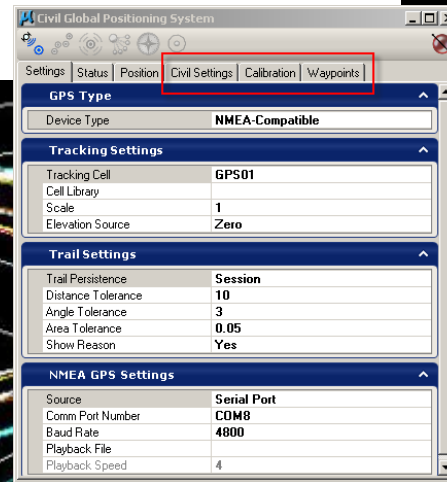 Civil Global Positioning System
Settings Status Position Civil Settings Calibration Waypoints
GPS Type
Device Type NMEA-Compatible
Tracking Settings
Tracking Cell GPS01
Cell Library
Scale 1
Elevation Source Zero
Trail Settings
Trail Persistence Session
Distance Tolerance 10
Angle Tolerance 3
Area Tolerance 0.05
Show Reason Yes
NMEA GPS Settings
Source Serial Port
Comm Port Number COM8
Baud Rate 4800
Playback File
Playback Speed 4